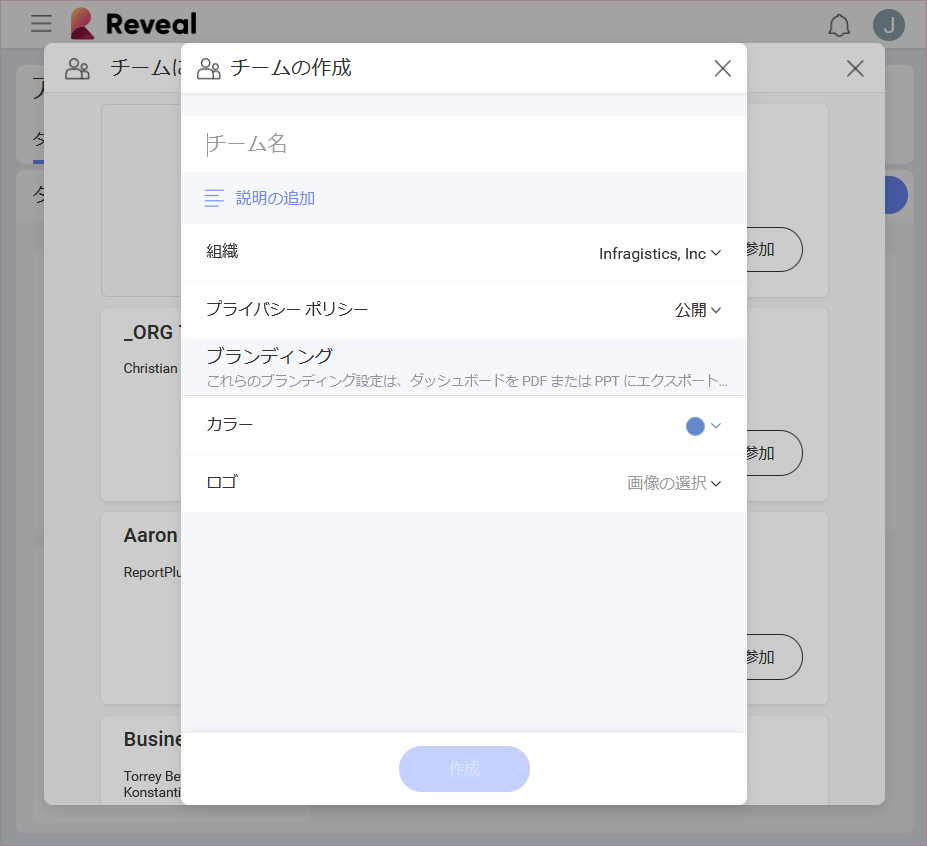 Reveal
J
チームに
チームの作成
チーム名
説明の追加
組織
Infragistics, Inc
参加
プライバシー ポリシー
公開
_ORG
Christian
ブランディング
これらのブランディング設定は、ダッシュボードを PDF または PPT にエクスポート...
カラー
参加
ロゴ
画像の選択
Aaron
ReportPlu
参加
Busine
Torrey Be
Konstanti
作成